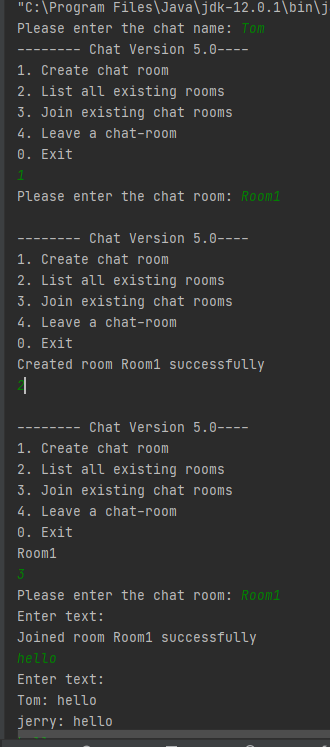 "C:\Program Files\Java\jdk-12.0.1\bin\j
Please enter the chat name: Tom
-------- Chat Version 5.0----
1. Create chat room
2. List all existing rooms
3. Join existing chat rooms
4. Leave a chat-room
0. Exit
1
Please enter the chat room: Room1
-------- Chat Version 5.0----
1. Create chat room
2. List all existing rooms
3. Join existing chat rooms
4. Leave a chat-room
0. Exit
Created room Room1 successfully
2
-------- Chat Version 5.0----
1. Create chat room
2. List all existing rooms
3. Join existing chat rooms
4. Leave a chat-room
0. Exit
Room1
3
Please enter the chat room: Room1
Enter text:
Joined room Room1 successfully
hello
Enter text:
Tom: hello
jerry: hello